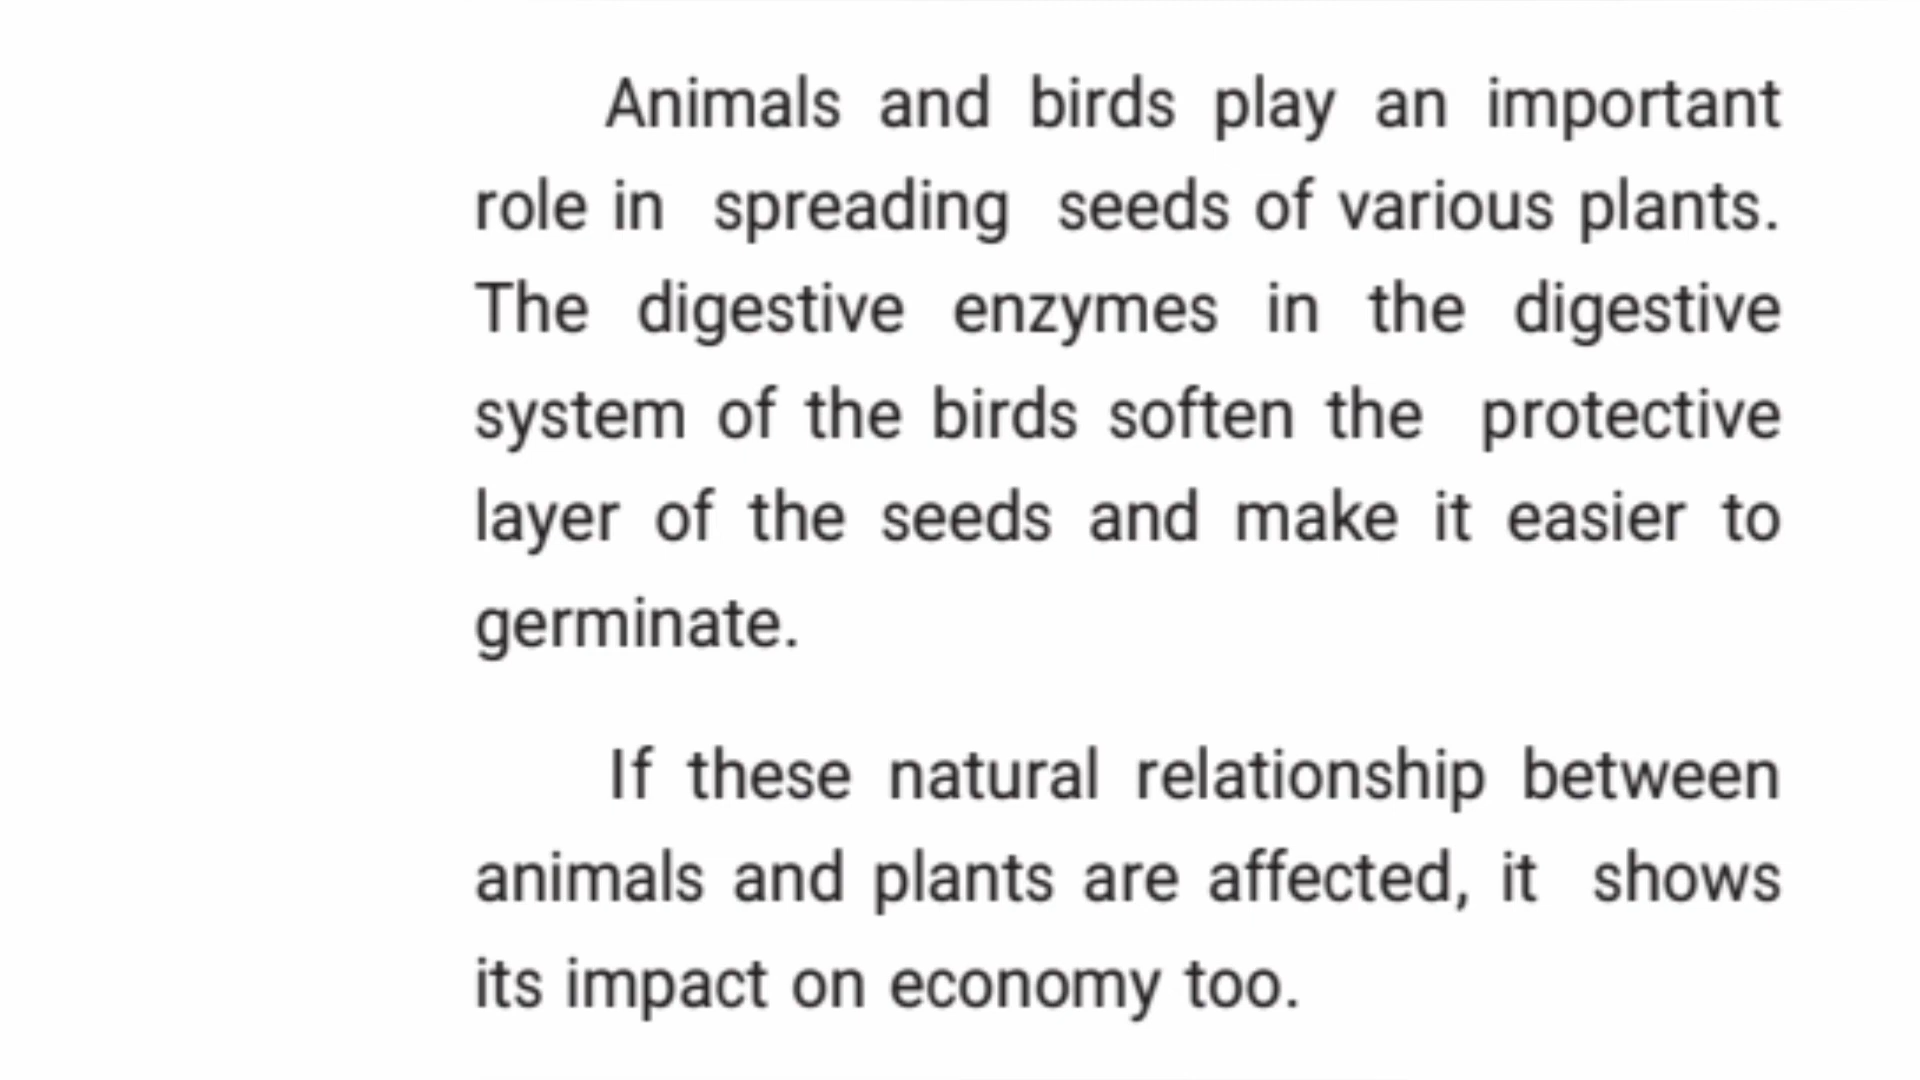 Animals and birds play an important
role in spreading seeds of various plants.
The digestive enzymes in the digestive
system of the birds soften the protective
layer of the seeds and make it easier to
germinate.
If these natural relationship between
animals and plants are affected, it shows
its impact on economy too.